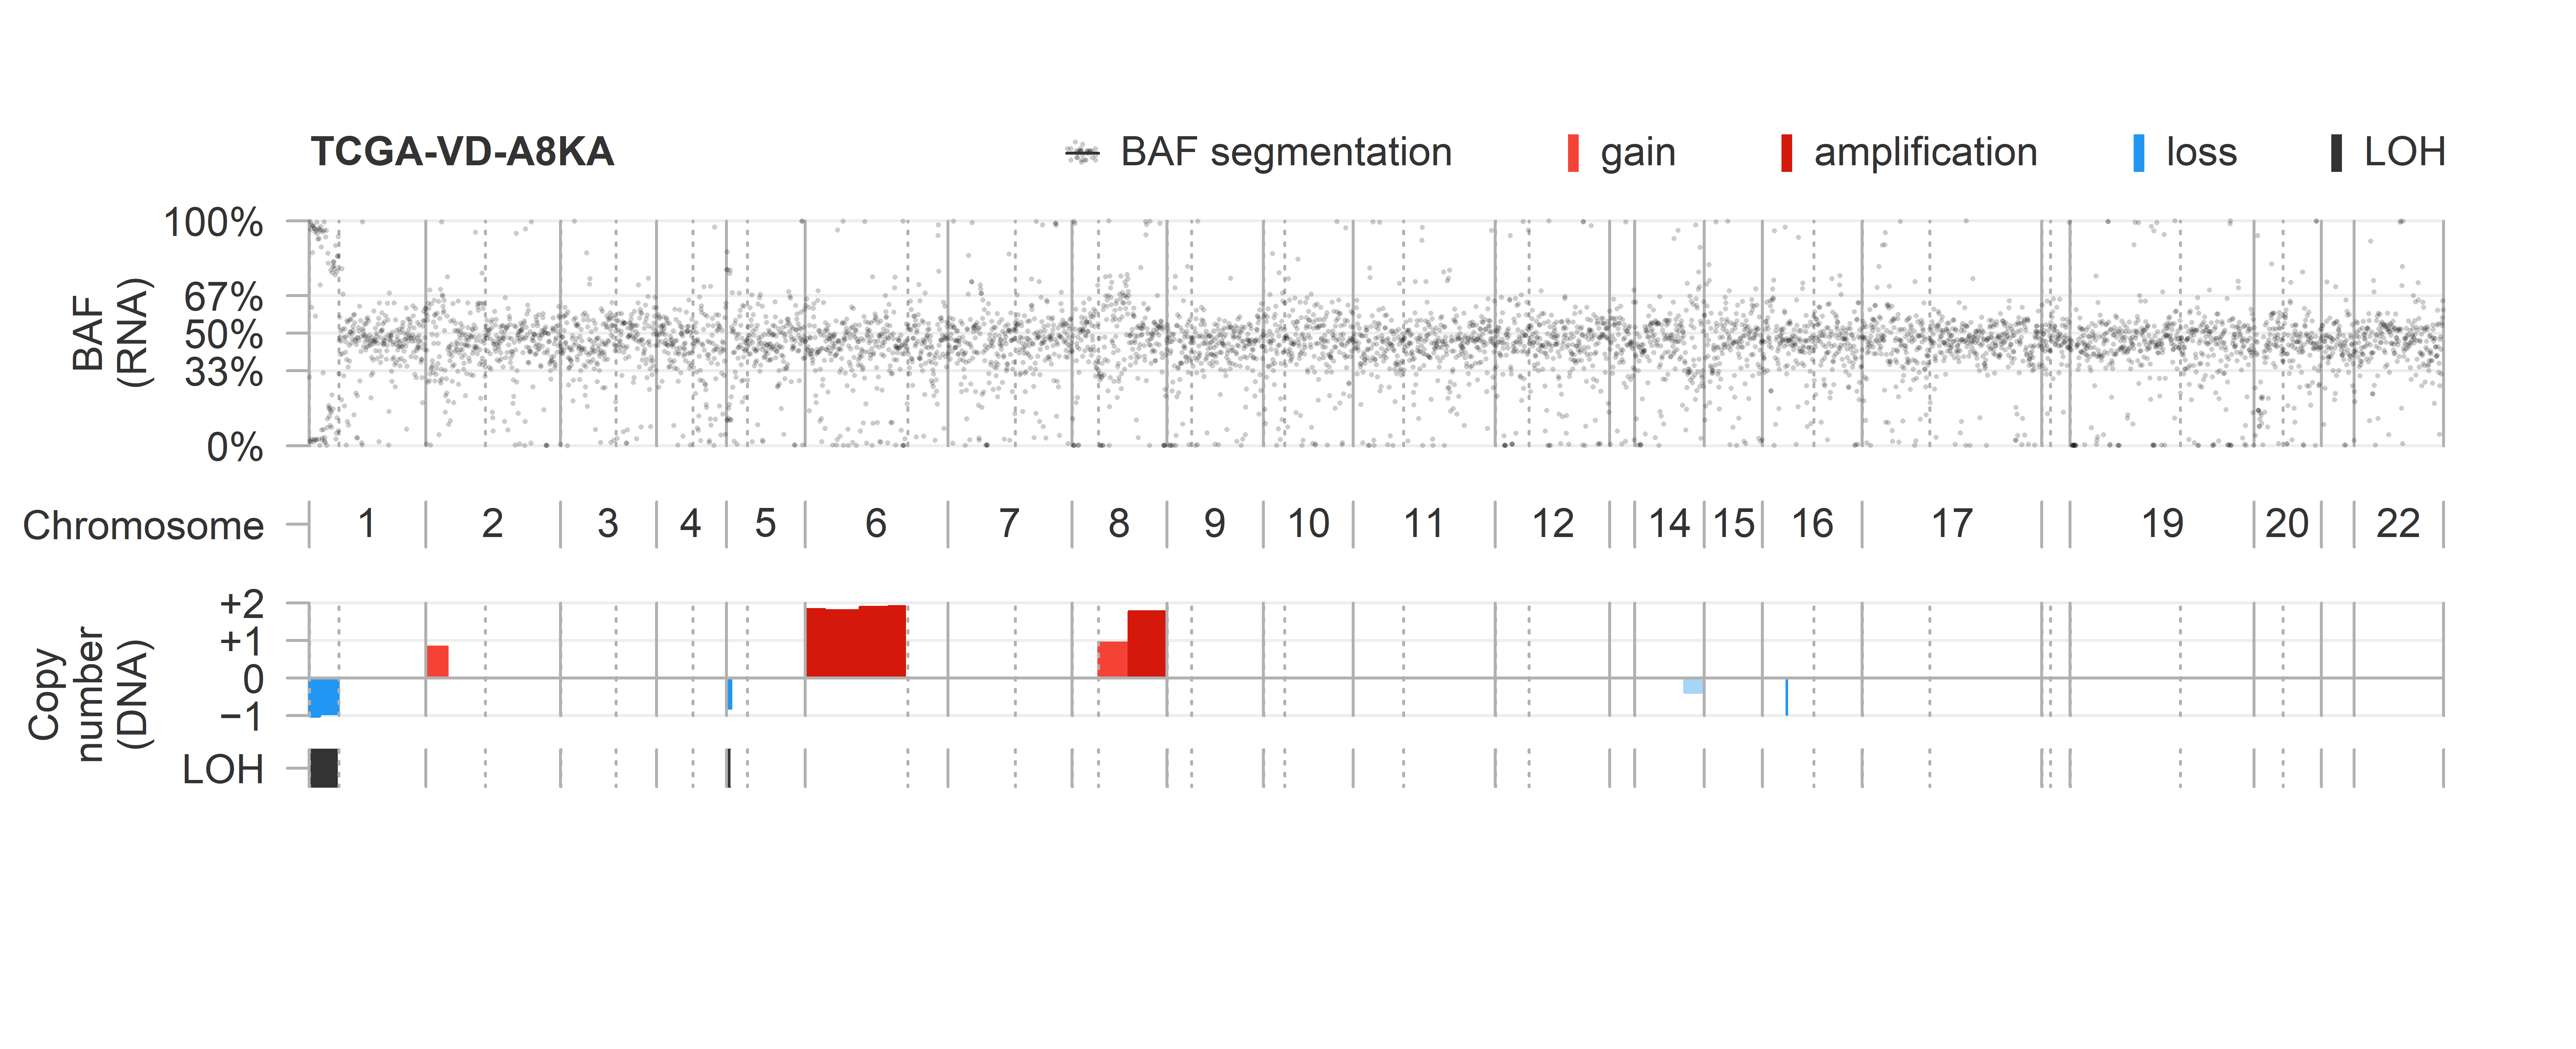 TCGA-VD-A8KA
BAF segmentation
gain
amplification
loss
LOH
BAF
(RNA)
100%
67%
50%
33%
0%
Chromosome
1 2 3 4 5 6 7 8 9 10 11 12 14 15 16 17 19 20 22
Copy
number
(DNA)
+2
+1
0
−1
LOH